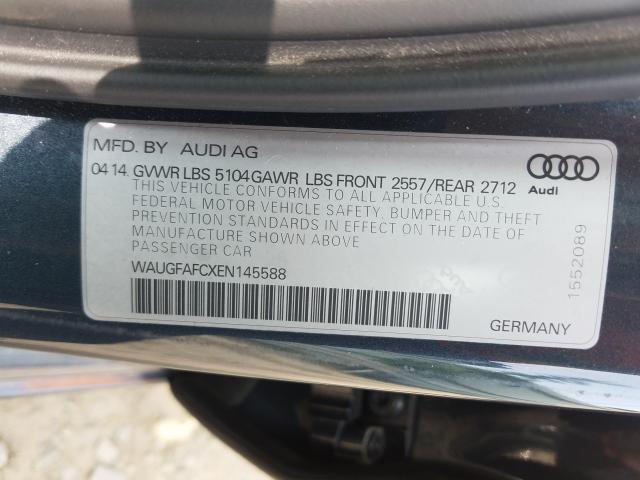 MFD. BY AUDI AG
04 14. GVWR LBS 5104 GAWR LBS FRONT 2557/REAR 2712
THIS VEHICLE CONFORMS TO ALL APPLICABLE U.S.
FEDERAL MOTOR VEHICLE SAFETY, BUMPER AND THEFT
PREVENTION STANDARDS IN EFFECT ON THE DATE OF
MANUFACTURE SHOWN ABOVE
PASSENGER CAR
WAUGFAFCXEN145588
Audi
1552089
GERMANY